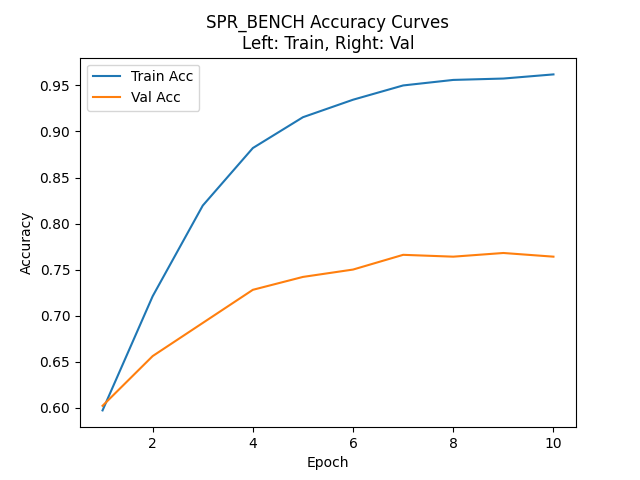 SPR_BENCH Accuracy Curves
Left: Train, Right: Val
Train Acc
Val Acc
Accuracy
0.95
0.90
0.85
0.80
0.75
0.70
0.65
0.60
2
4
6
8
10
Epoch